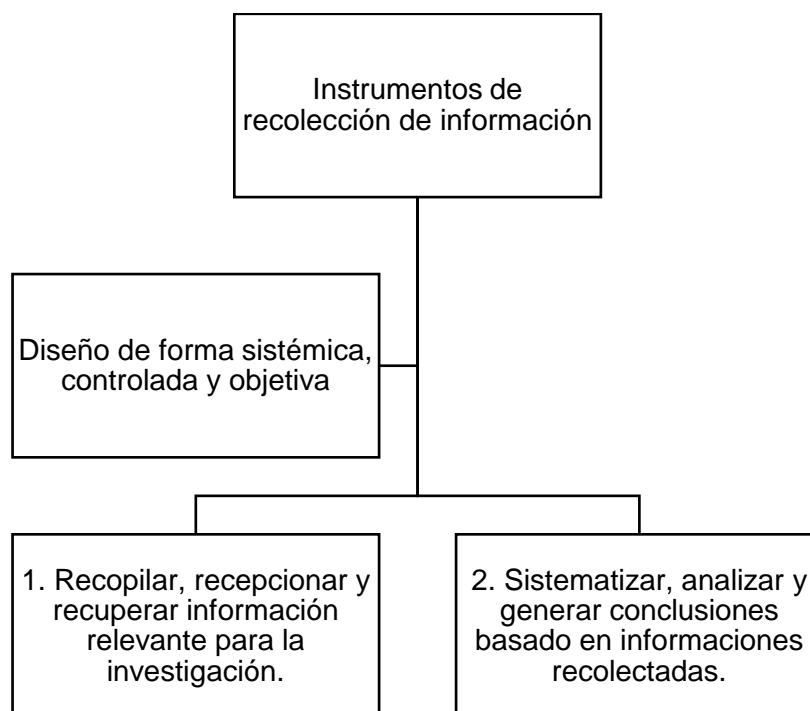 Instrumentos de
recolección de información
Diseño de forma sistémica,
controlada y objetiva
1. Recopilar, recepcionar y
recuperar información
relevante para la
investigación.
2. Sistematizar, analizar y
generar conclusiones
basado en informaciones
recolectadas.